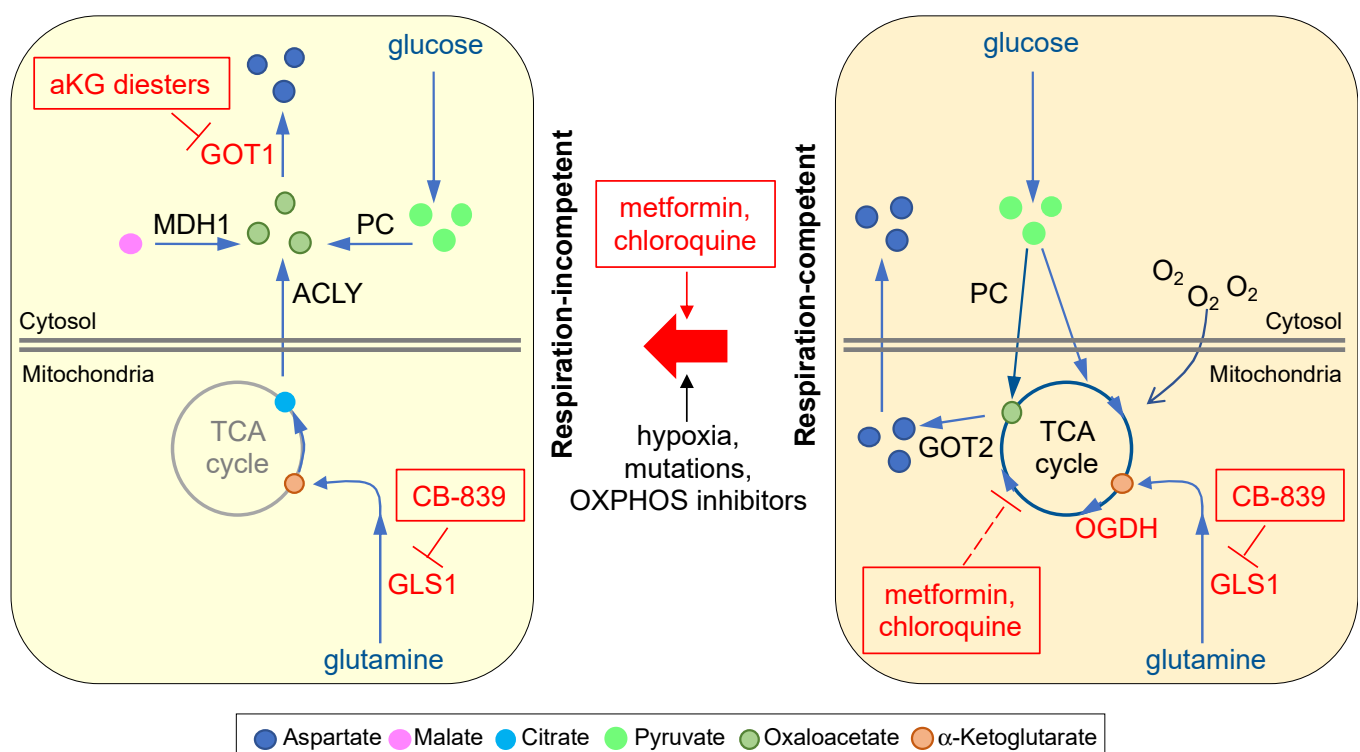 aKG diesters
glucose
GOT1
MDH1
PC
ACLY
Cytosol
Mitochondria
TCA
cycle
CB-839
GLS1
glutamine
Respiration-incompetent
metformin,
chloroquine
hypoxia,
mutations,
OXPHOS inhibitors
Respiration-competent
glucose
PC
O₂
O₂
O₂
Cytosol
Mitochondria
GOT2
TCA
cycle
OGDH
CB-839
GLS1
metformin,
chloroquine
glutamine
Aspartate Malate Citrate Pyruvate Oxaloacetate α-Ketoglutarate